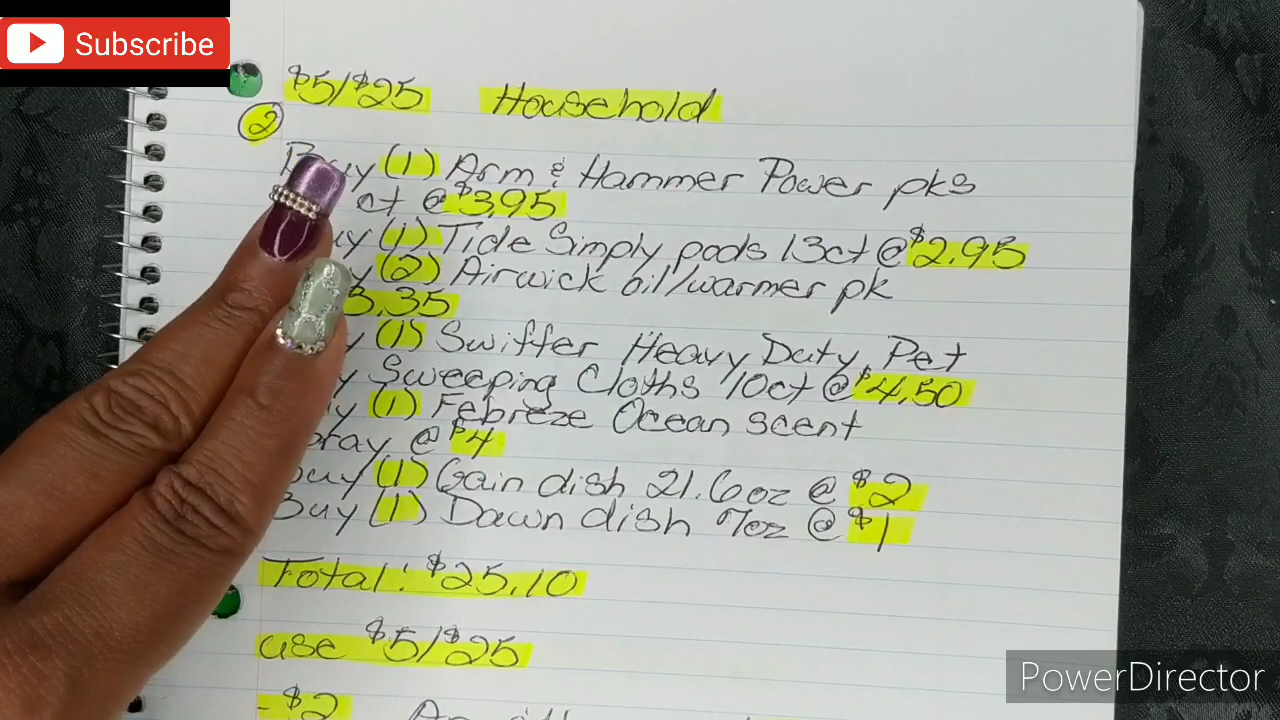 Subscribe
$5/$25 Household
2
Buy (1) Arm & Hammer Power pks
ct @ $3.95
(1) Tide Simply pods 13ct @ $2.95
(2) Airwick oil/warmer pk
3.35
(1) Swiffer Heavy Duty Pet
Sweeping Cloths 10ct @ $4.50
(1) Febreze Ocean scent
@ $4
Buy (1) Gain dish 21.6oz @ $2
Buy (1) Dawn dish 7oz @ $1
Total: $25.10
use $5/$25
- $2
PowerDirector